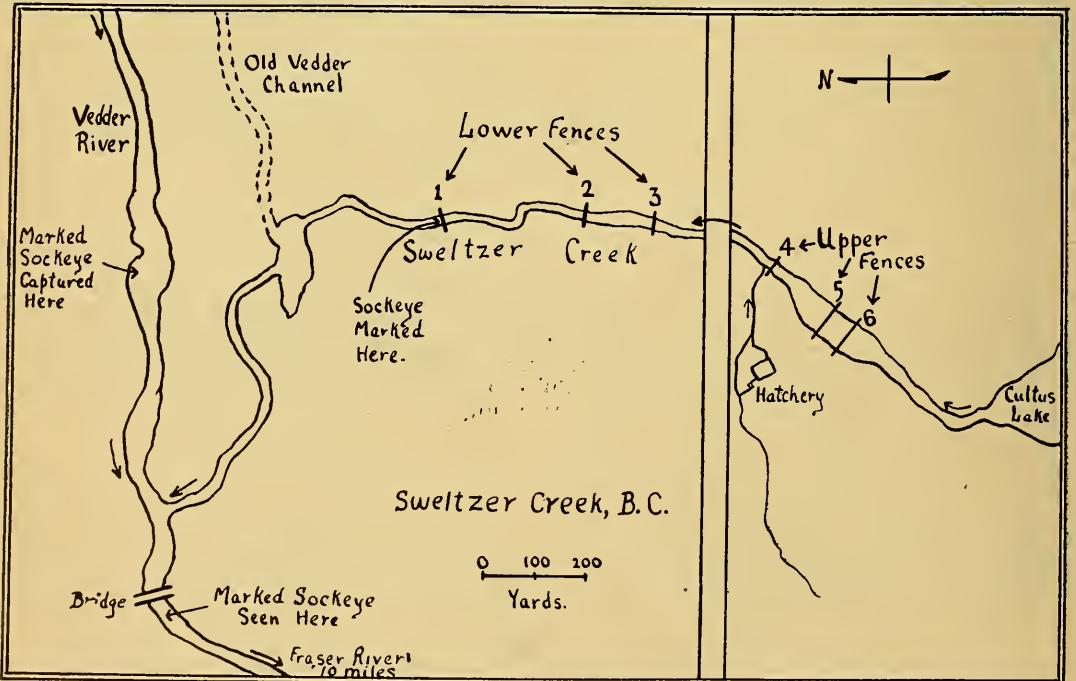 Old Vedder
Channel
N
Vedder
River
Lower Fences
1
2
3
Marked
Sockeye
Captured
Here
Sweltzer Creek
4
Upper
Fences
5
6
Sockeye
Marked
Here.
Hatchery
Cultus
Lake
Sweltzer Creek, B.C.
0 100 200
Yards.
Bridge
Marked Sockeye
Seen Here
Fraser River
10 miles